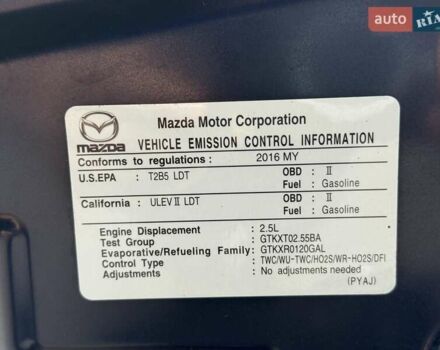 auto RIA
Mazda Motor Corporation
mazda
VEHICLE EMISSION CONTROL INFORMATION
Conforms to regulations : 2016 MY
U.S.EPA : T2B5 LDT OBD : II
Fuel : Gasoline
California : ULEV II LDT OBD : II
Fuel : Gasoline
Engine Displacement : 2.5L
Test Group : GTKXT02.55BA
Evaporative/Refueling Family: GTKXR0120GAL
Control Type : TWC/WU-TWC/HO2S/WR-HO2S/DFI
Adjustments : No adjustments needed
(PYAJ)